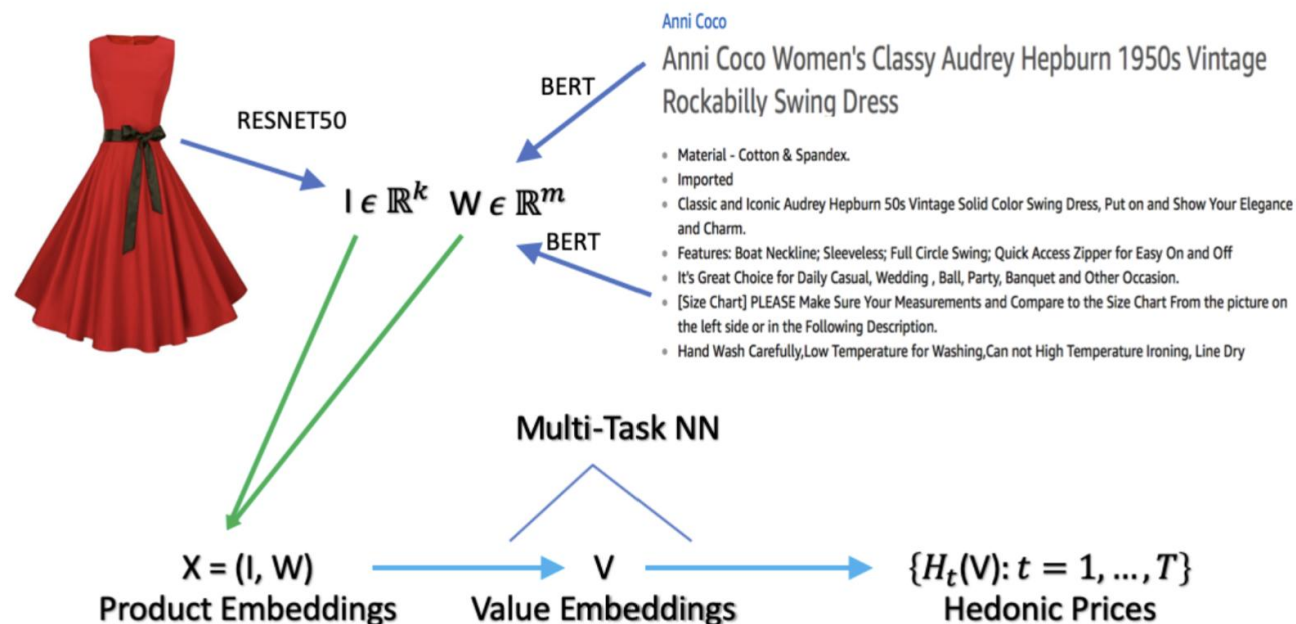 Anni Coco
Anni Coco Women's Classy Audrey Hepburn 1950s Vintage
Rockabilly Swing Dress
BERT
RESNET50
• Material - Cotton & Spandex.
• Imported
• Classic and Iconic Audrey Hepburn 50s Vintage Solid Color Swing Dress, Put on and Show Your Elegance
and Charm.
I ϵ ℝ^k W ϵ ℝ^m
BERT
• Features: Boat Neckline; Sleeveless; Full Circle Swing; Quick Access Zipper for Easy On and Off
• It's Great Choice for Daily Casual, Wedding , Ball, Party, Banquet and Other Occasion.
• [Size Chart] PLEASE Make Sure Your Measurements and Compare to the Size Chart From the picture on
the left side or in the Following Description.
• Hand Wash Carefully,Low Temperature for Washing,Can not High Temperature Ironing, Line Dry
Multi-Task NN
X = (I, W)
Product Embeddings
V
Value Embeddings
{H_t(V): t = 1, ..., T}
Hedonic Prices